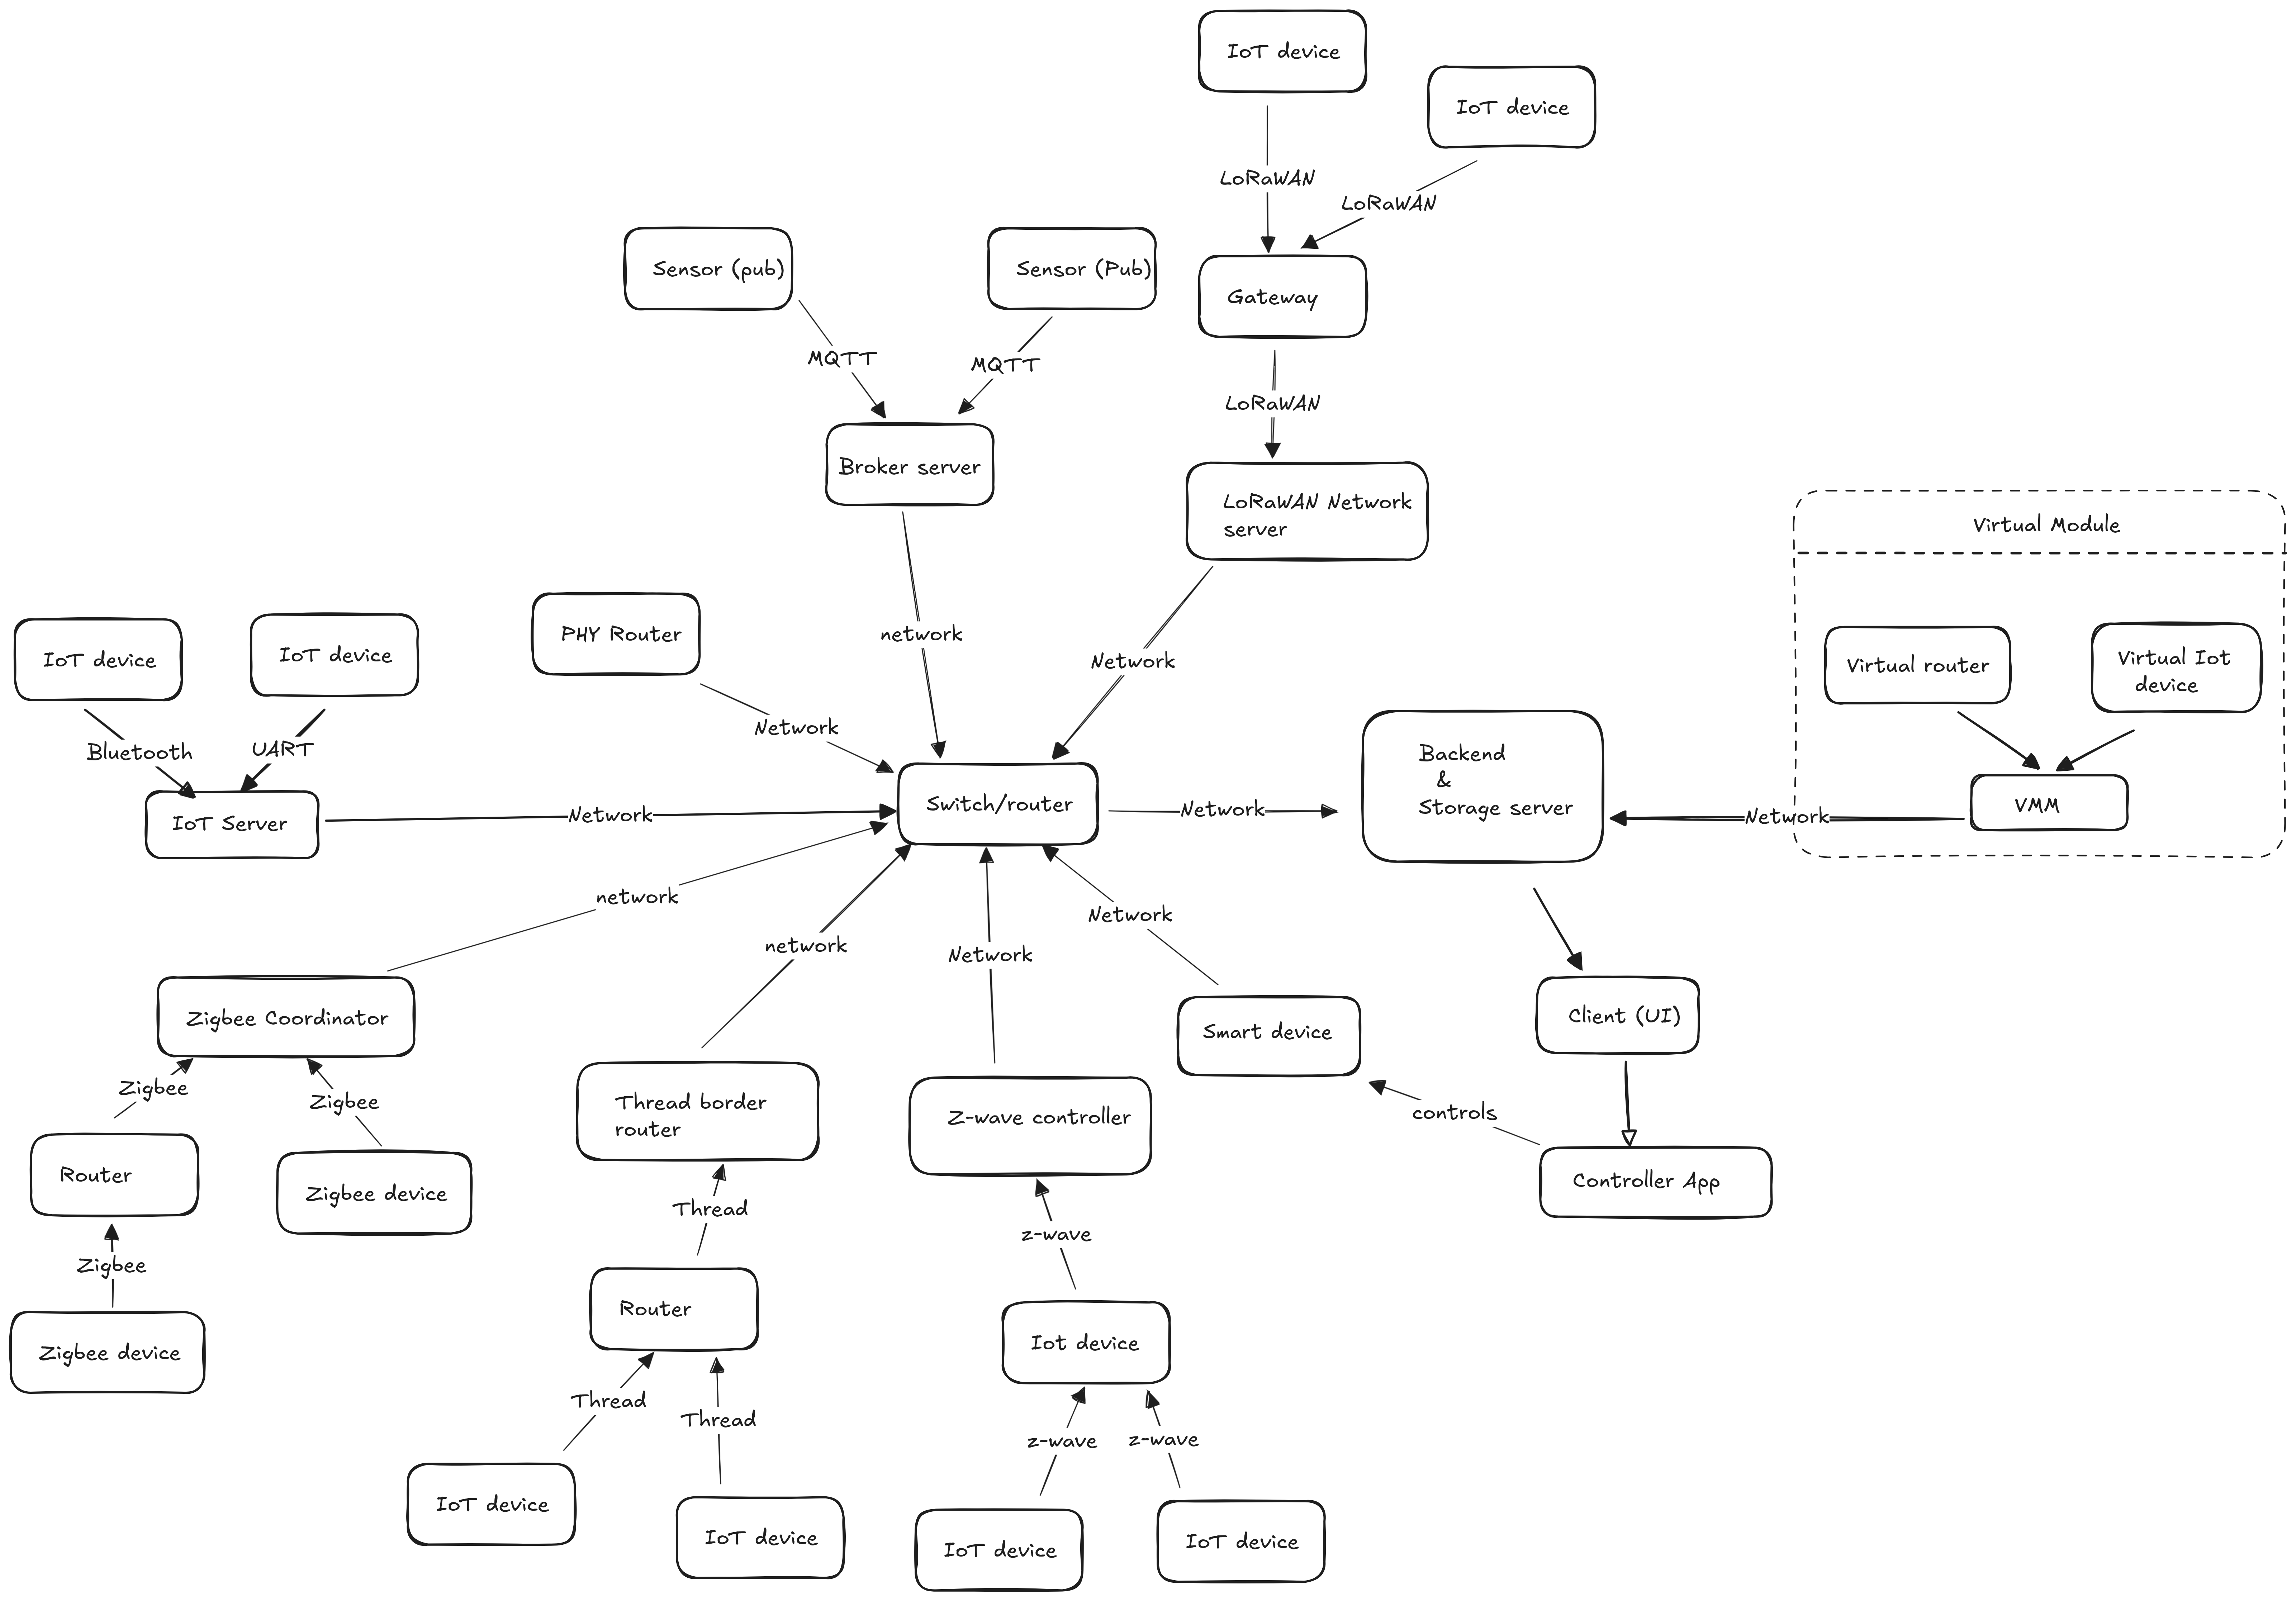 IoT device
IoT device
LoRaWAN
LoRaWAN
Sensor (pub)
Sensor (Pub)
Gateway
MQTT
MQTT
LoRaWAN
Broker server
LoRaWAN Network
server
Virtual Module
network
PHY Router
Network
IoT device
IoT device
Virtual router
Virtual Iot
device
Bluetooth
UART
Network
Backend
&
Storage server
IoT Server
Network
Switch/router
Network
Network
VMM
network
network
Network
Network
Zigbee Coordinator
Smart device
Client (UI)
Zigbee
Zigbee
Thread border
router
Z-wave controller
controls
Router
Zigbee device
Thread
z-wave
Controller App
Zigbee
Router
Iot device
Zigbee device
Thread
Thread
z-wave
z-wave
IoT device
IoT device
IoT device
IoT device